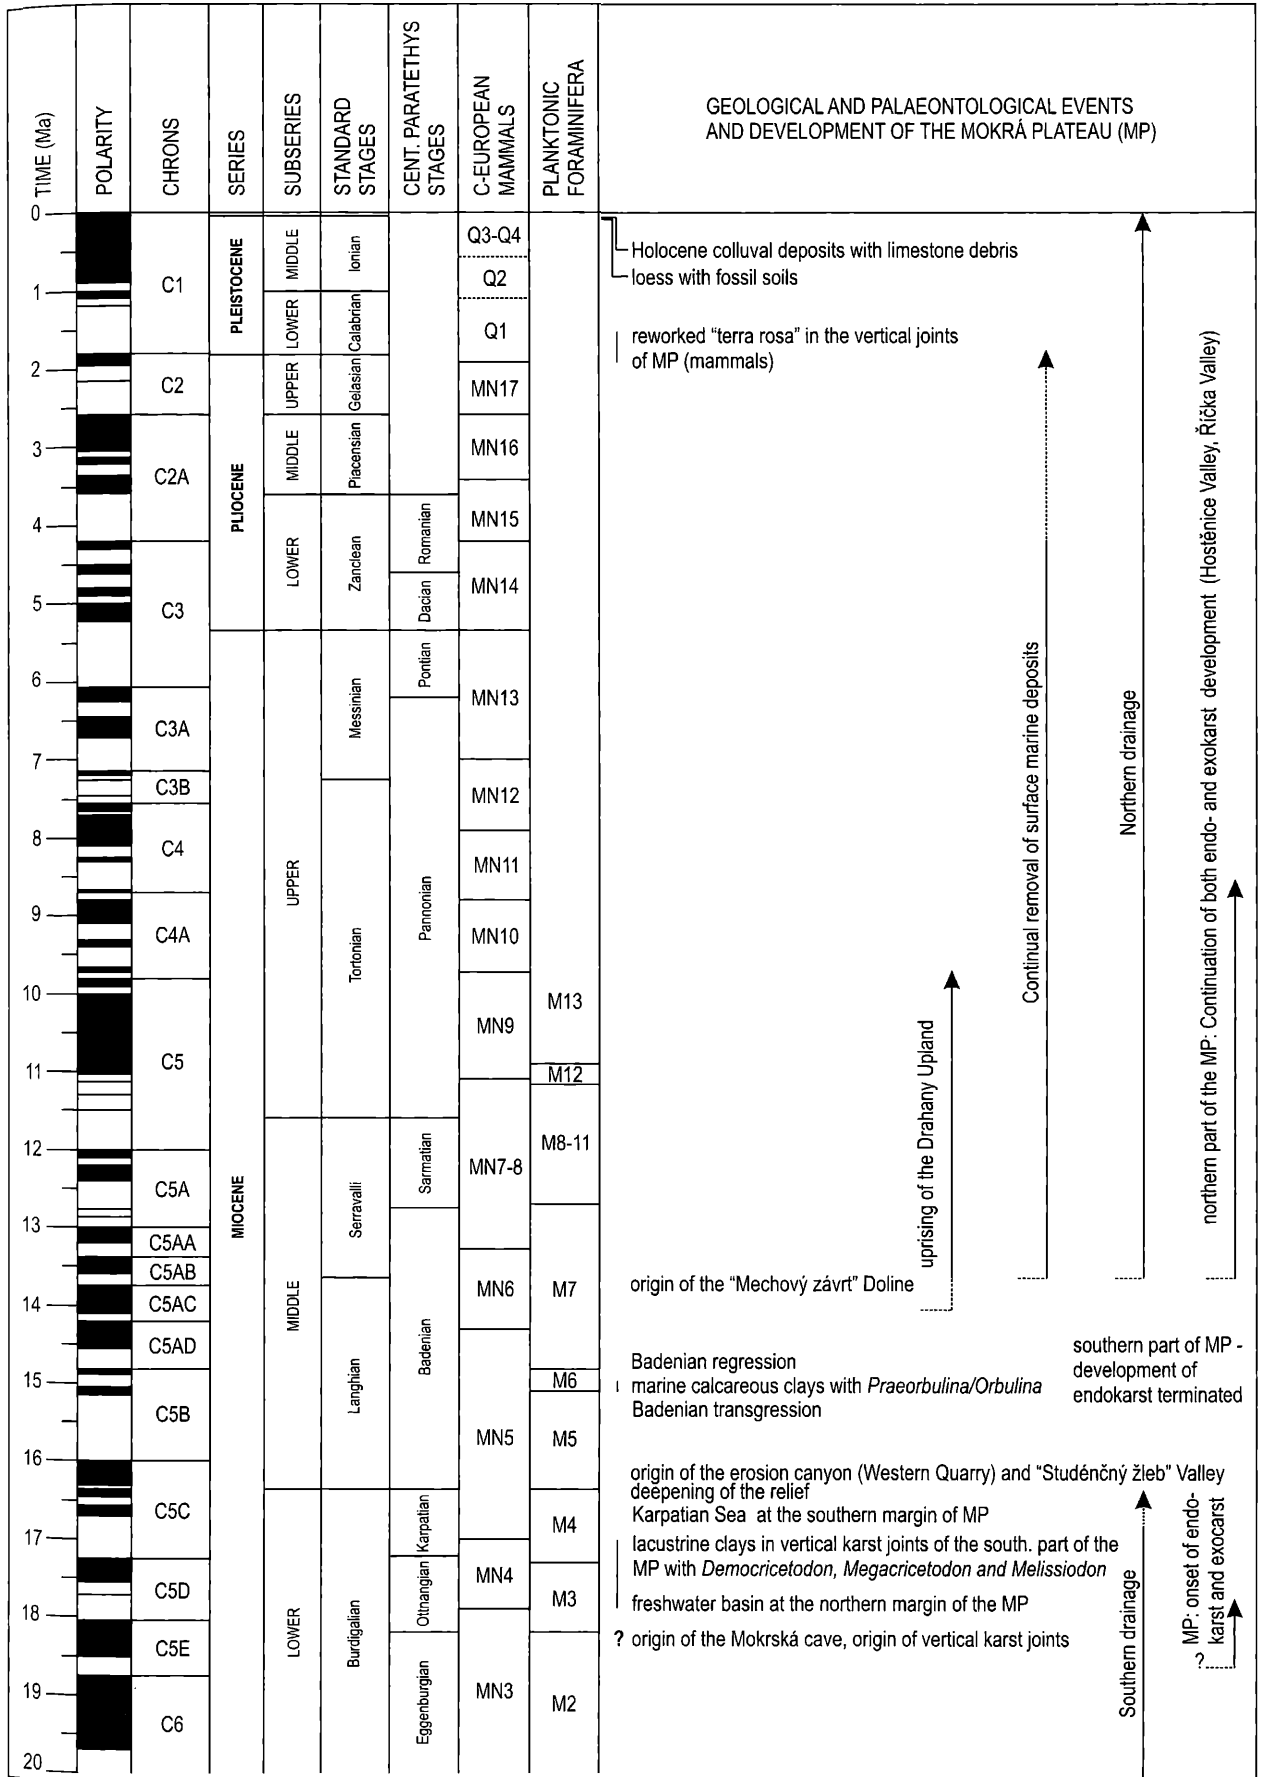 TIME (Ma)
POLARITY
CHRONS
SERIES
SUBSERIES
STANDARD
STAGES
CENT. PARATETHYS
STAGES
C-EUROPEAN
MAMMALS
PLANKTONIC
FORAMINIFERA
GEOLOGICAL AND PALAEONTOLOGICAL EVENTS
AND DEVELOPMENT OF THE MOKRÁ PLATEAU (MP)
0
1
2
3
4
5
6
7
8
9
10
11
12
13
14
15
16
17
18
19
20
C1
C2
C2A
C3
C3A
C3B
C4
C4A
C5
C5A
C5AA
C5AB
C5AC
C5AD
C5B
C5C
C5D
C5E
C6
PLEISTOCENE
PLIOCENE
MIOCENE
MIDDLE
LOWER
UPPER
MIDDLE
LOWER
UPPER
MIDDLE
LOWER
Ionian
Calabrian
Gelasian
Piacensian
Zanclean
Messinian
Tortonian
Serravalli
Langhian
Burdigalian
Romanian
Dacian
Pontian
Pannonian
Sarmatian
Badenian
Karpatian
Ottnangian
Eggenburgian
Q3-Q4
Q2
Q1
MN17
MN16
MN15
MN14
MN13
MN12
MN11
MN10
MN9
MN7-8
MN6
MN5
MN4
MN3
M13
M12
M8-11
M7
M6
M5
M4
M3
M2
Holocene colluval deposits with limestone debris
loess with fossil soils
reworked “terra rosa” in the vertical joints
of MP (mammals)
origin of the “Mechový závrt” Doline
Badenian regression
marine calcareous clays with Praeorbulina/Orbulina
Badenian transgression
origin of the erosion canyon (Western Quarry) and “Studénčný žleb” Valley
deepening of the relief
Karpatian Sea at the southern margin of MP
lacustrine clays in vertical karst joints of the south. part of the
MP with Democricetodon, Megacricetodon and Melissiodon
freshwater basin at the northern margin of the MP
? origin of the Mokrská cave, origin of vertical karst joints
uprising of the Drahany Upland
Continual removal of surface marine deposits
Northern drainage
northern part of the MP: Continuation of both endo- and exokarst development (Hostěnice Valley, Říčka Valley)
southern part of MP -
development of
endokarst terminated
Southern drainage
MP: onset of endo-
karst and exocarst
?